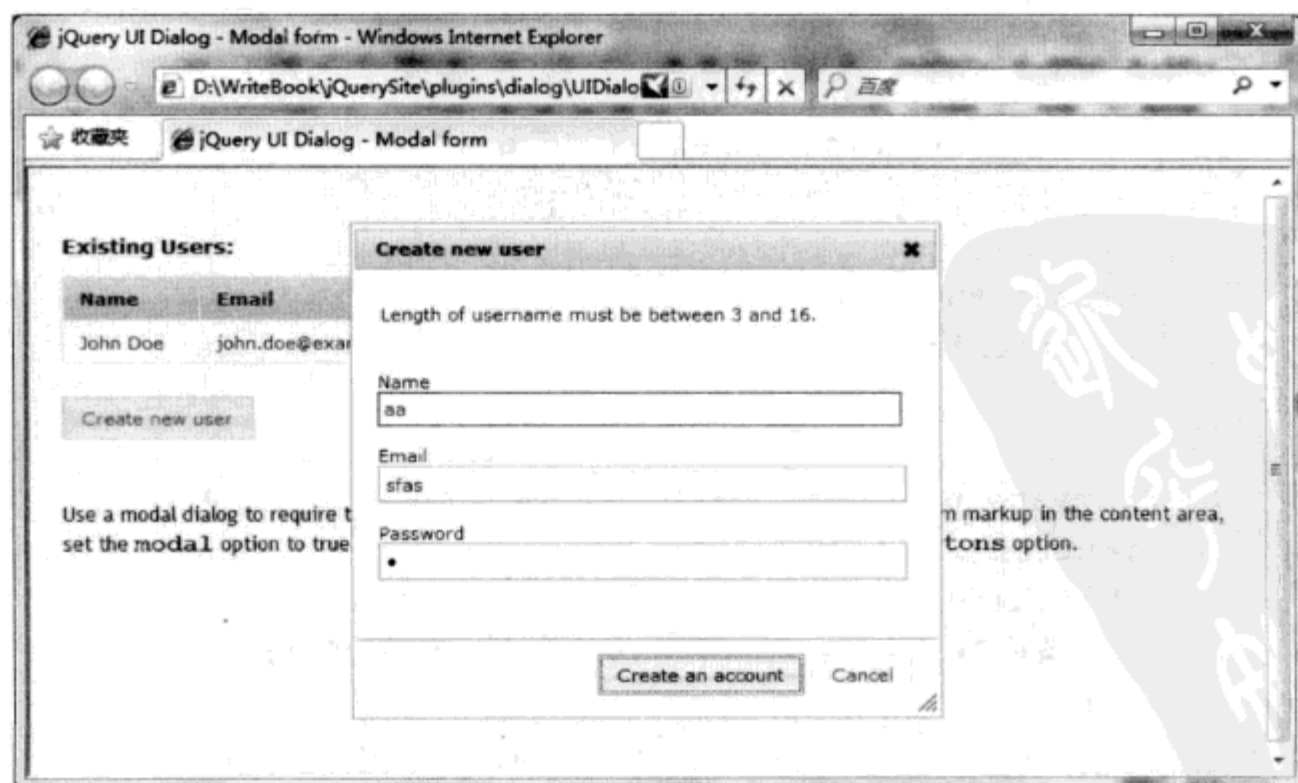 jQuery UI Dialog - Modal form - Windows Internet Explorer
D:\WriteBook\jQuerySite\plugins\dialog\UIDialo
百度
收藏夹
jQuery UI Dialog - Modal form
Existing Users:
Name Email
John Doe john.doe@exar
Create new user
Create new user
Length of username must be between 3 and 16.
Name
aa
Email
sfas
Password
•
Create an account Cancel
Use a modal dialog to require t
n markup in the content area,
set the modal option to true
tons option.